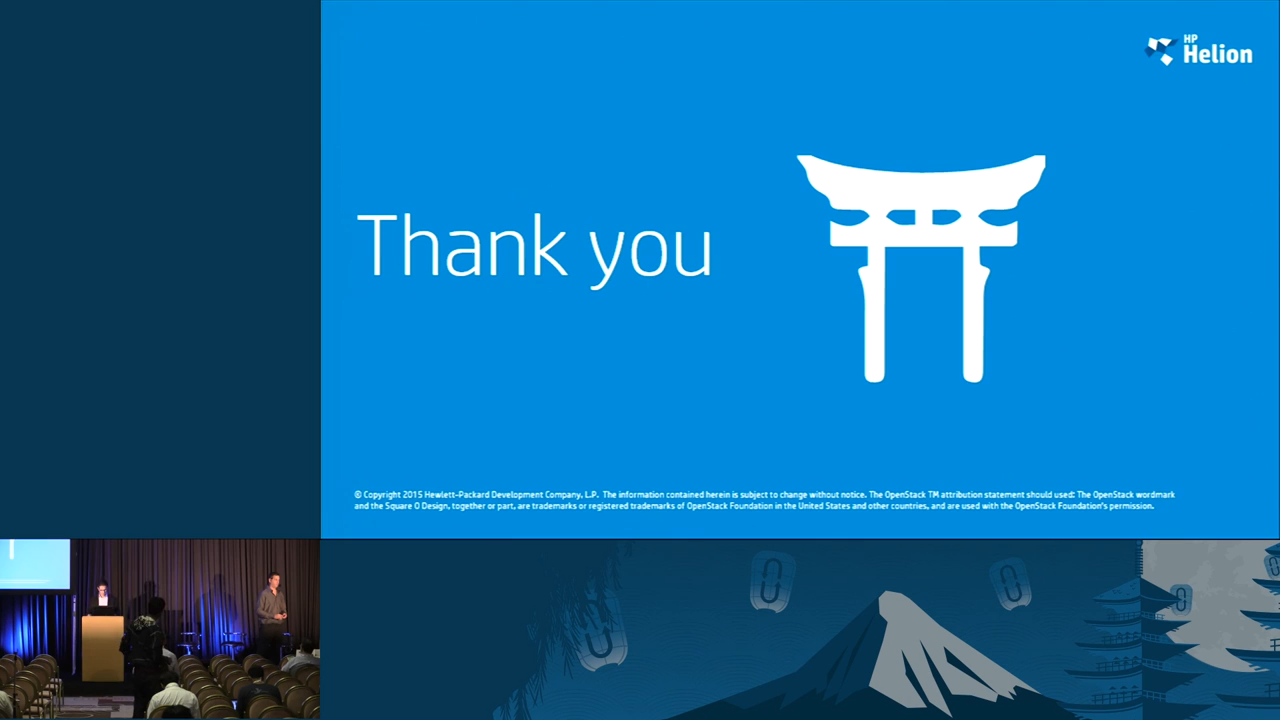 HP
Helion
Thank you
© Copyright 2015 Hewlett-Packard Development Company, L.P. The information contained herein is subject to change without notice. The OpenStack TM attribution statement should used: The OpenStack wordmark
and the Square O Design, together or part, are trademarks or registered trademarks of OpenStack Foundation in the United States and other countries, and are used with the OpenStack Foundation's permission.